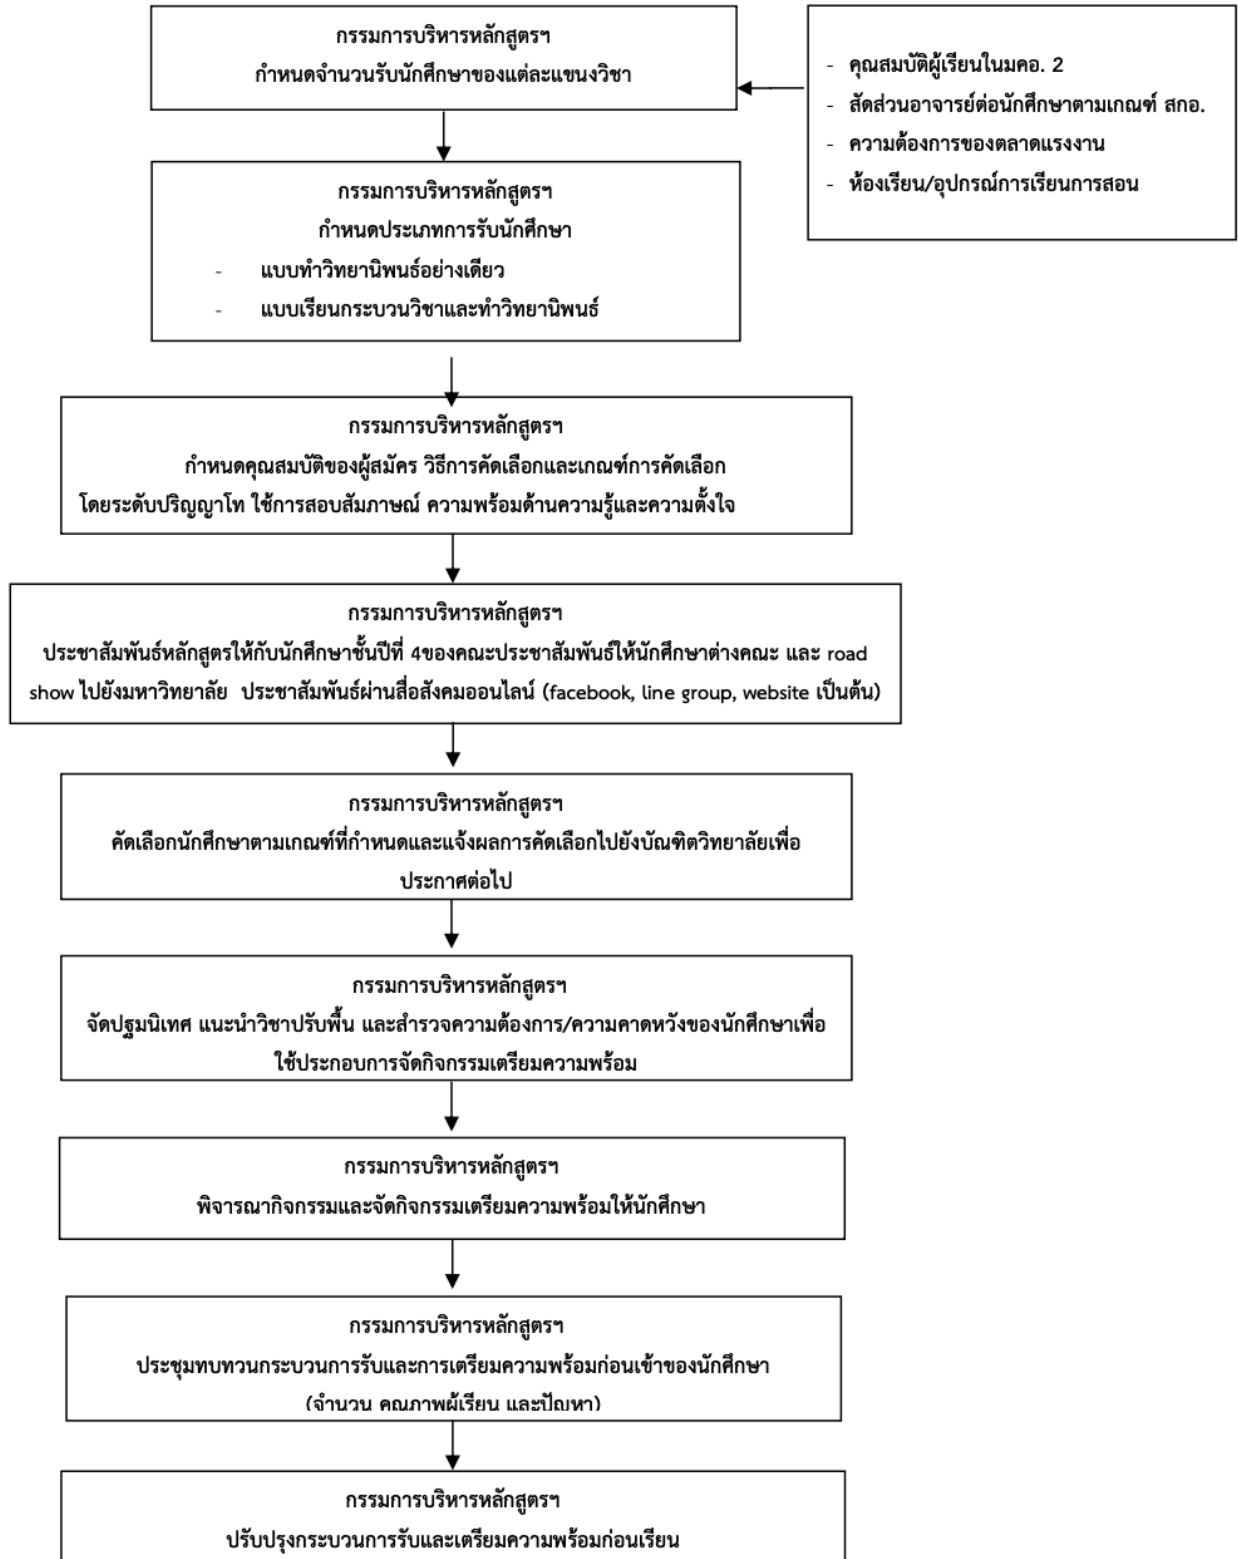 กรรมการบริหารหลักสูตรฯ
กำหนดจำนวนรับนักศึกษาของแต่ละแขนงวิชา
- คุณสมบัติผู้เรียนในมคอ. 2
- สัดส่วนอาจารย์ต่อนักศึกษาตามเกณฑ์ สกอ.
- ความต้องการของตลาดแรงงาน
- ห้องเรียน/อุปกรณ์การเรียนการสอน
กรรมการบริหารหลักสูตรฯ
กำหนดประเภทการรับนักศึกษา
- แบบทำวิทยานิพนธ์อย่างเดียว
- แบบเรียนกระบวนวิชาและทำวิทยานิพนธ์
กรรมการบริหารหลักสูตรฯ
กำหนดคุณสมบัติของผู้สมัคร วิธีการคัดเลือกและเกณฑ์การคัดเลือก
โดยระดับปริญญาโท ใช้การสอบสัมภาษณ์ ความพร้อมด้านความรู้และความตั้งใจ
กรรมการบริหารหลักสูตรฯ
ประชาสัมพันธ์หลักสูตรให้กับนักศึกษาชั้นปีที่ 4ของคณะประชาสัมพันธ์ให้นักศึกษาต่างคณะ และ road
show ไปยังมหาวิทยาลัย ประชาสัมพันธ์ผ่านสื่อสังคมออนไลน์ (facebook, line group, website เป็นต้น)
กรรมการบริหารหลักสูตรฯ
คัดเลือกนักศึกษาตามเกณฑ์ที่กำหนดและแจ้งผลการคัดเลือกไปยังบัณฑิตวิทยาลัยเพื่อ
ประกาศต่อไป
กรรมการบริหารหลักสูตรฯ
จัดปฐมนิเทศ แนะนำวิชาปรับพื้น และสำรวจความต้องการ/ความคาดหวังของนักศึกษาเพื่อ
ใช้ประกอบการจัดกิจกรรมเตรียมความพร้อม
กรรมการบริหารหลักสูตรฯ
พิจารณากิจกรรมและจัดกิจกรรมเตรียมความพร้อมให้นักศึกษา
กรรมการบริหารหลักสูตรฯ
ประชุมทบทวนกระบวนการรับและการเตรียมความพร้อมก่อนเข้าของนักศึกษา
(จำนวน คุณภาพผู้เรียน และปัญหา)
กรรมการบริหารหลักสูตรฯ
ปรับปรุงกระบวนการรับและเตรียมความพร้อมก่อนเรียน